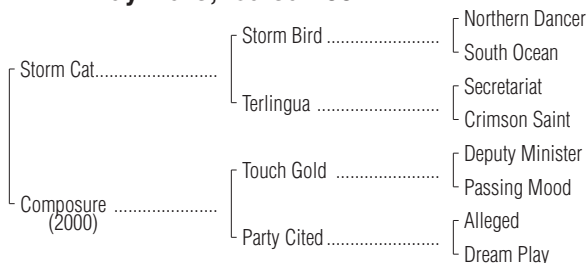 Northern Dancer
Storm Bird
South Ocean
Storm Cat
Secretariat
Terlingua
Crimson Saint
Deputy Minister
Touch Gold
Passing Mood
Composure
(2000)
Alleged
Party Cited
Dream Play